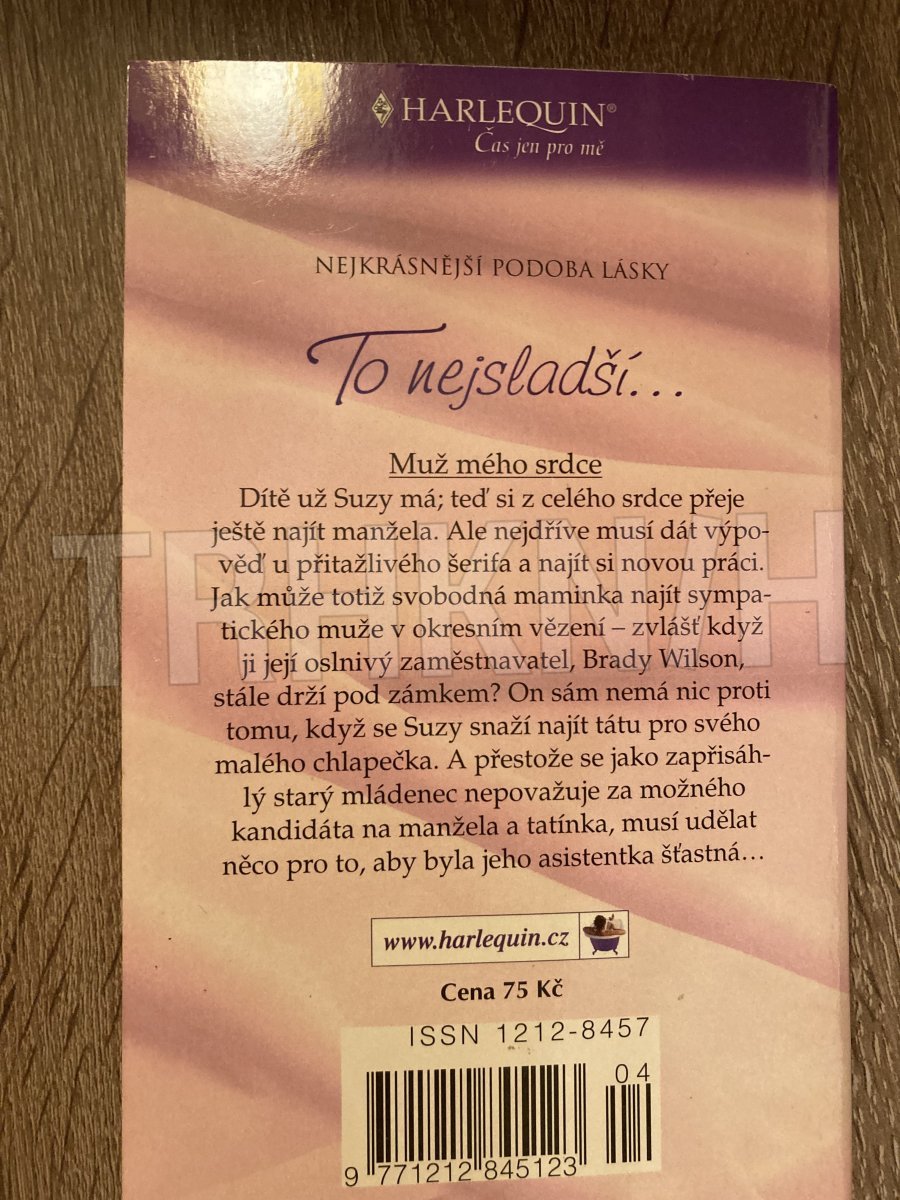 HARLEQUIN®
Čas jen pro mě
NEJKRÁSNĚJŠÍ PODOBA LÁSKY
To nejsladší...
Muž mého srdce
Dítě už Suzy má; teď si z celého srdce přeje
ještě najít manžela. Ale nejdříve musí dát výpo-
věď u přitažlivého šerifa a najít si novou práci.
Jak může totiž svobodná maminka najít sympa-
tického muže v okresním vězení – zvlášť když
ji její oslnivý zaměstnavatel, Brady Wilson,
stále drží pod zámkem? On sám nemá nic proti
tomu, když se Suzy snaží najít tátu pro svého
malého chlapečka. A přestože se jako zapřisáh-
lý starý mládenec nepovažuje za možného
kandidáta na manžela a tatínka, musí udělat
něco pro to, aby byla jeho asistentka šťastná...
www.harlequin.cz
Cena 75 Kč
ISSN 1212-8457
04
9 771212 845123